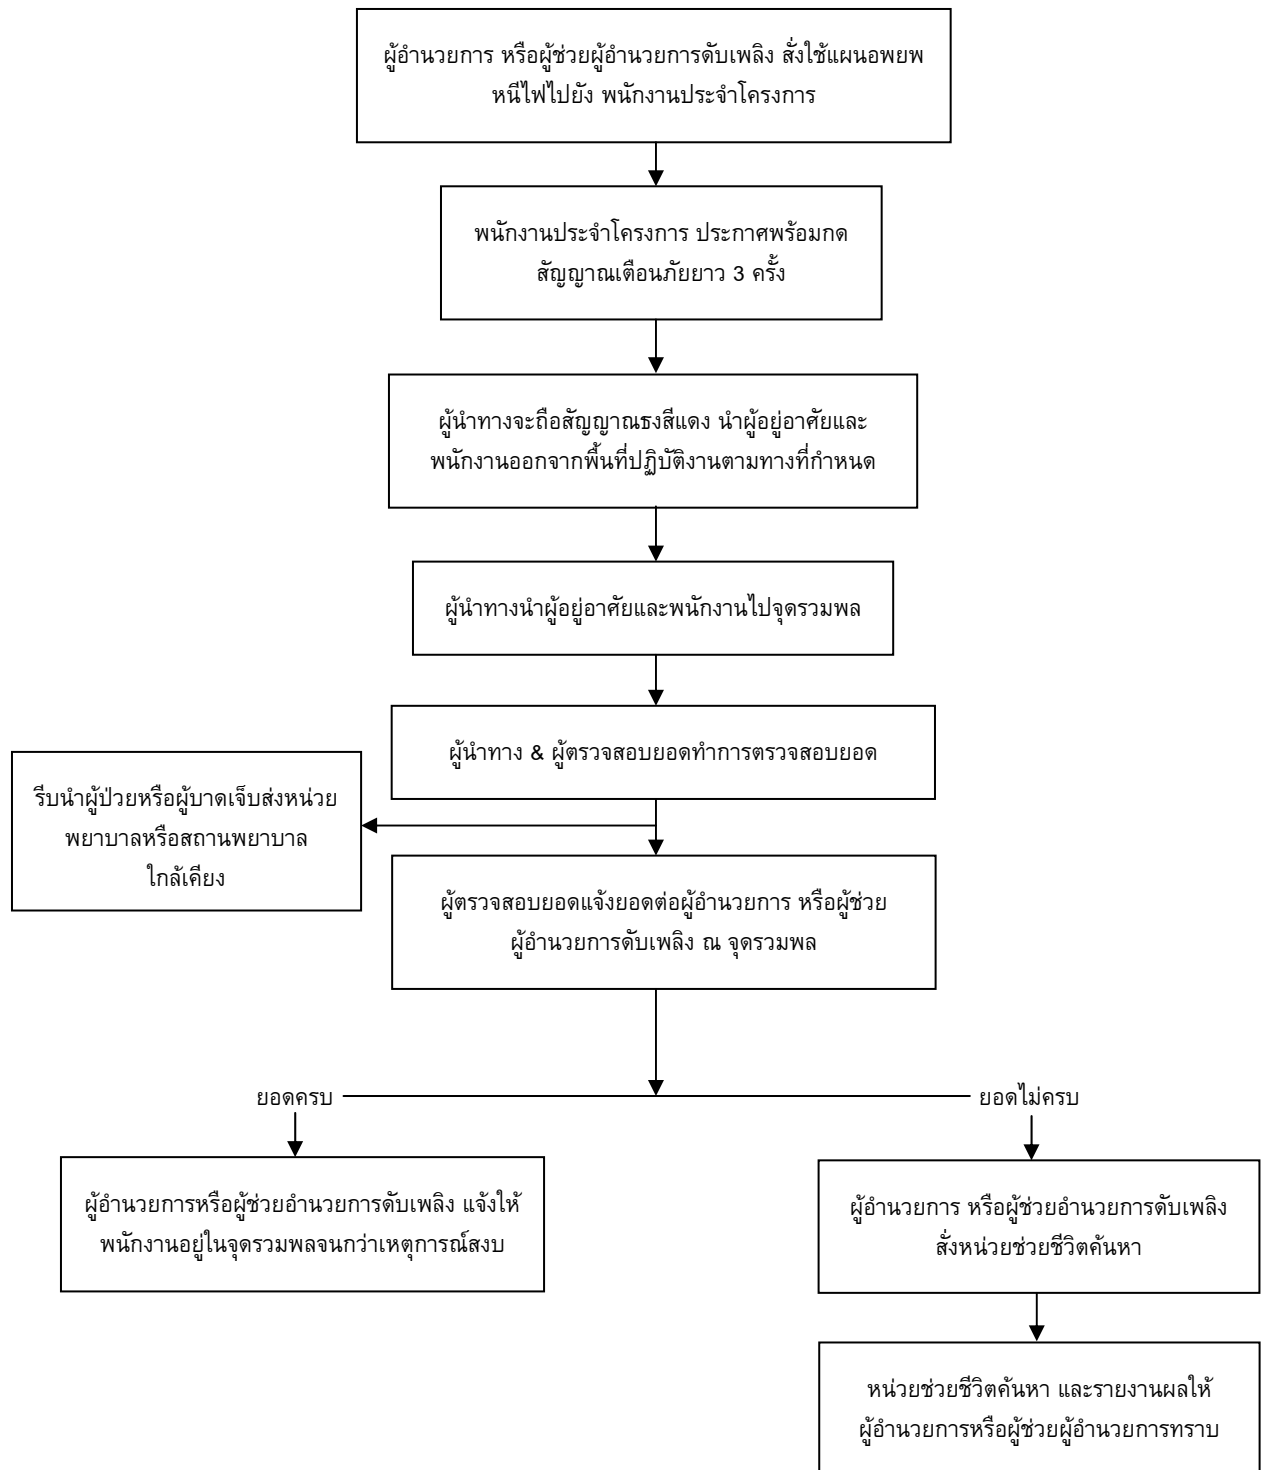 ผู้อำนวยการ หรือผู้ช่วยผู้อำนวยการดับเพลิง สั่งใช้แผนอพยพ
หนีไฟไปยัง พนักงานประจำโครงการ
พนักงานประจำโครงการ ประกาศพร้อมกด
สัญญาณเตือนภัยยาว 3 ครั้ง
ผู้นำทางจะถือสัญญาณธงสีแดง นำผู้อยู่อาศัยและ
พนักงานออกจากพื้นที่ปฏิบัติงานตามทางที่กำหนด
ผู้นำทางนำผู้อยู่อาศัยและพนักงานไปจุดรวมพล
ผู้นำทาง & ผู้ตรวจสอบยอดทำการตรวจสอบยอด
รีบนำผู้ป่วยหรือผู้บาดเจ็บส่งหน่วย
พยาบาลหรือสถานพยาบาล
ใกล้เคียง
ผู้ตรวจสอบยอดแจ้งยอดต่อผู้อำนวยการ หรือผู้ช่วย
ผู้อำนวยการดับเพลิง ณ จุดรวมพล
ยอดครบ
ยอดไม่ครบ
ผู้อำนวยการหรือผู้ช่วยอำนวยการดับเพลิง แจ้งให้
พนักงานอยู่ในจุดรวมพลจนกว่าเหตุการณ์สงบ
ผู้อำนวยการ หรือผู้ช่วยอำนวยการดับเพลิง
สั่งหน่วยช่วยชีวิตค้นหา
หน่วยช่วยชีวิตค้นหา และรายงานผลให้
ผู้อำนวยการหรือผู้ช่วยผู้อำนวยการทราบ